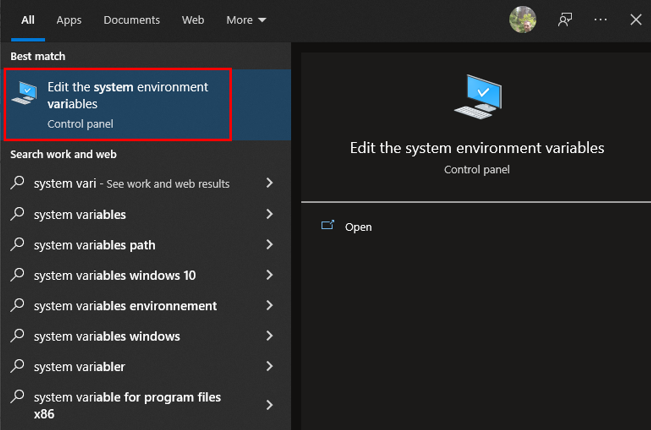 All Apps Documents Web More
Best match
Edit the system environment
variables
Control panel
Search work and web
system vari - See work and web results
system variables
system variables path
system variables windows 10
system variables environnement
system variables windows
system variabler
system variable for program files
x86
Edit the system environment variables
Control panel
Open